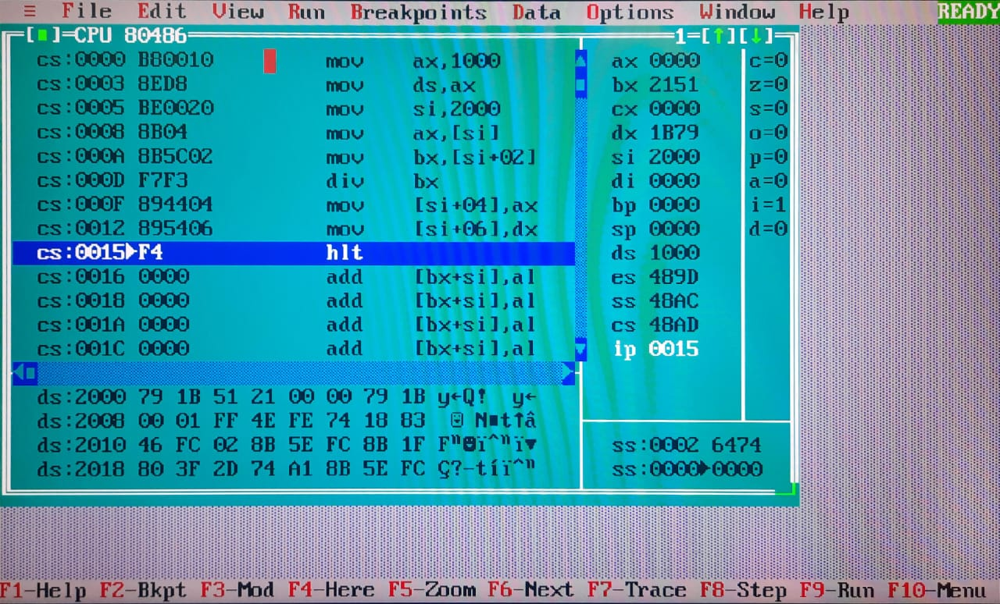 ≡ File Edit View Run Breakpoints Data Options Window Help READY
[■]=CPU 80486 1=[↑][↓]
cs:0000 B80010 mov ax,1000 ax 0000 c=0
cs:0003 8ED8 mov ds,ax bx 2151 z=0
cs:0005 BE0020 mov si,2000 cx 0000 s=0
cs:0008 8B04 mov ax,[si] dx 1B79 o=0
cs:000A 8B5C02 mov bx,[si+02] si 2000 p=0
cs:000D F7F3 div bx di 0000 a=0
cs:000F 894404 mov [si+04],ax bp 0000 i=1
cs:0012 895406 mov [si+06],dx sp 0000 d=0
cs:0015►F4 hlt ds 1000
cs:0016 0000 add [bx+si],al es 489D
cs:0018 0000 add [bx+si],al ss 48AC
cs:001A 0000 add [bx+si],al cs 48AD
cs:001C 0000 add [bx+si],al ip 0015
ds:2000 79 1B 51 21 00 00 79 1B y←Q!  y←
ds:2008 00 01 FF 4E FE 74 18 83 ☺ N■t↑â
ds:2010 46 FC 02 8B 5E FC 8B 1F Fⁿ☻ï^ⁿï▼ ss:0002 6474
ds:2018 80 3F 2D 74 A1 8B 5E FC Ç?-tíï^ⁿ ss:0000►0000
F1-Help F2-Bkpt F3-Mod F4-Here F5-Zoom F6-Next F7-Trace F8-Step F9-Run F10-Menu